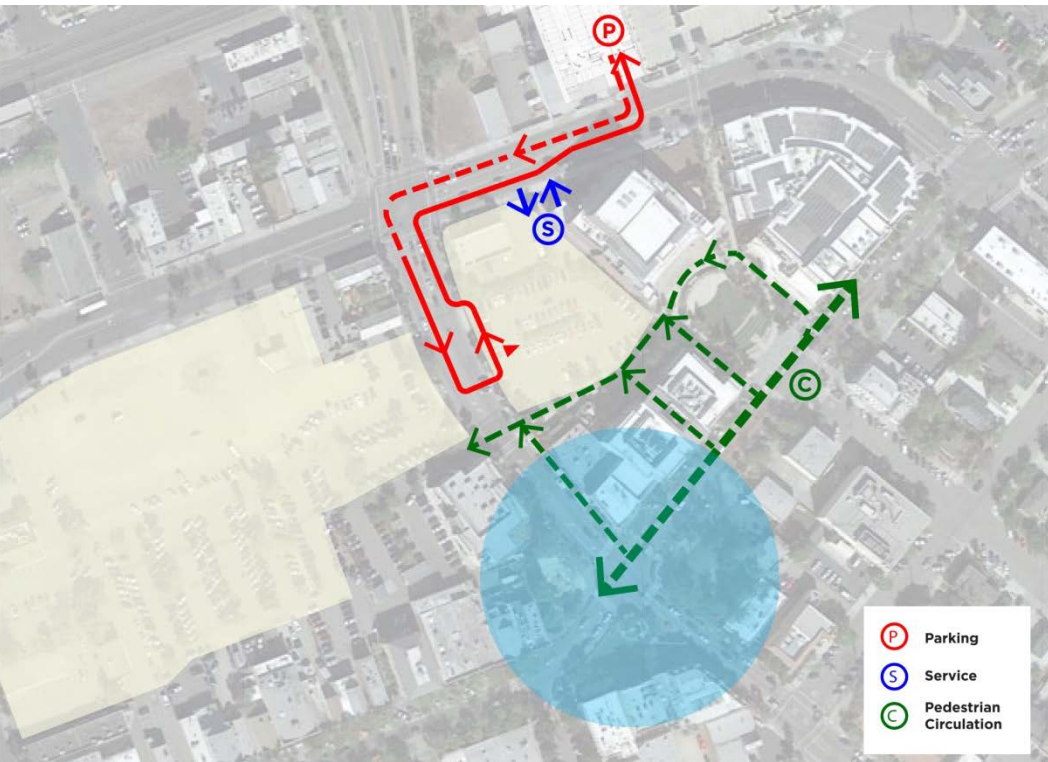 P
S
C
P Parking
S Service
C Pedestrian
Circulation